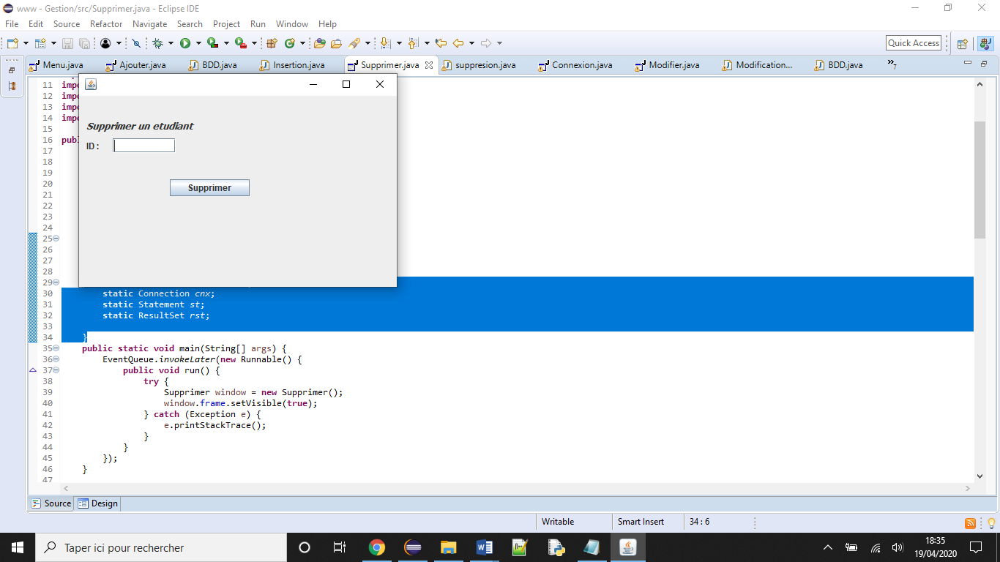 www - Gestion/src/Supprimer.java - Eclipse IDE
File Edit Source Refactor Navigate Search Project Run Window Help
Quick Access
Menu.java Ajouter.java BDD.java Insertion.java Supprimer.java suppresion.java Connexion.java Modifier.java Modification... BDD.java »7
11 impo
12 impo
13 impo
14 impo
15
16 publ
17
18
19
20
21
22
23
24
25
26
27
28
29
Supprimer un etudiant
ID :
Supprimer
30 static Connection cnx;
31 static Statement st;
32 static ResultSet rst;
33
34 }
35 public static void main(String[] args) {
36 EventQueue.invokeLater(new Runnable() {
37 public void run() {
38 try {
39 Supprimer window = new Supprimer();
40 window.frame.setVisible(true);
41 } catch (Exception e) {
42 e.printStackTrace();
43 }
44 }
45 });
46 }
47
Source Design
Writable Smart Insert 34 : 6
Taper ici pour rechercher
18:35
19/04/2020